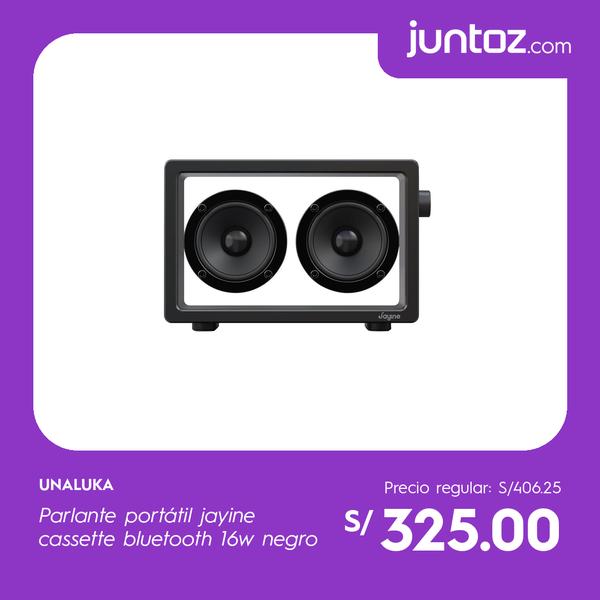 juntoz.com
Jayine
UNALUKA
Parlante portátil jayine
cassette bluetooth 16w negro
Precio regular: S/406.25
S/ 325.00